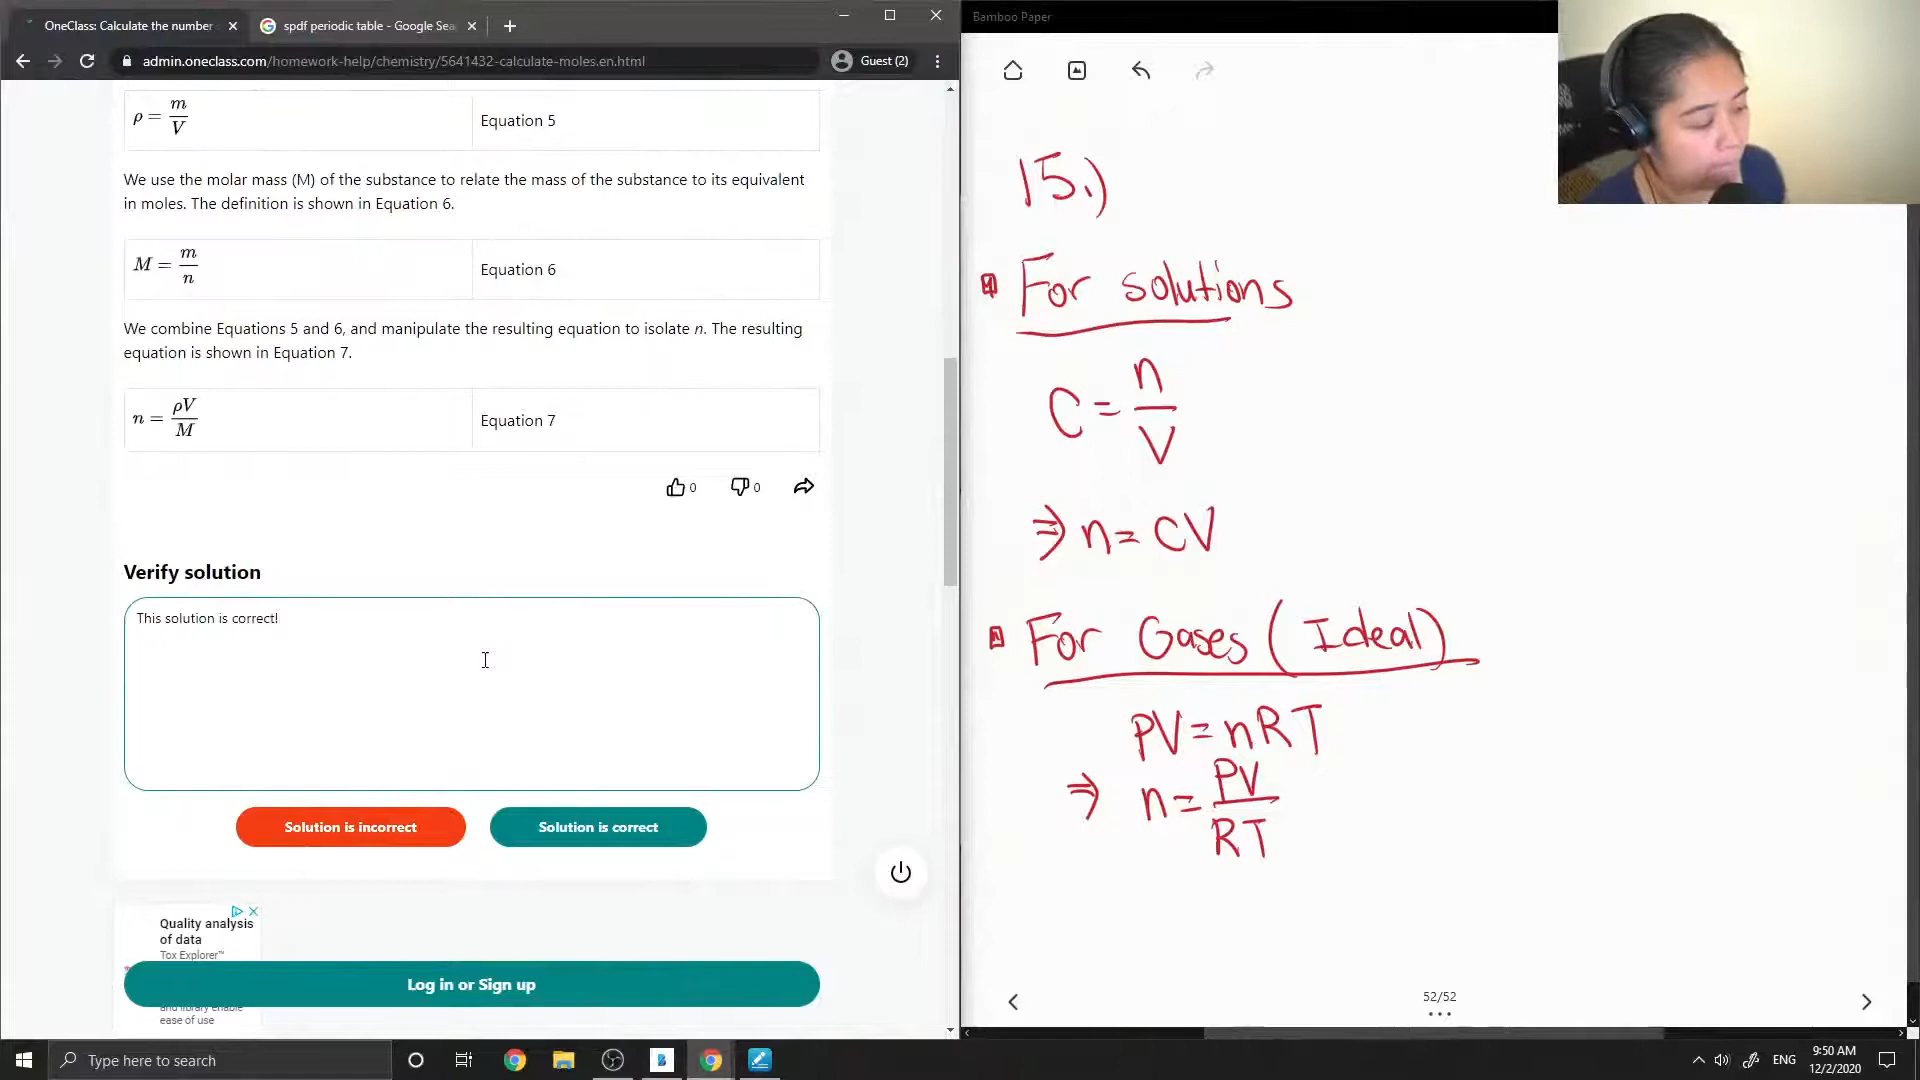 OneClass: Calculate the number
spdf periodic table - Google Sea
admin.oneclass.com/homework-help/chemistry/5641432-calculate-moles.en.html
Guest (2)
ρ = m/V
Equation 5
We use the molar mass (M) of the substance to relate the mass of the substance to its equivalent
in moles. The definition is shown in Equation 6.
M = m/n
Equation 6
We combine Equations 5 and 6, and manipulate the resulting equation to isolate n. The resulting
equation is shown in Equation 7.
n = ρV/M
Equation 7
0
0
Verify solution
This solution is correct!
Solution is incorrect
Solution is correct
Quality analysis
of data
Tox Explorer™
Log in or Sign up
and library enable
ease of use
Bamboo Paper
15.)
For solutions
C = n/V
⇒ n = CV
For Gases (Ideal)
PV = nRT
⇒ n = PV/RT
52/52
Type here to search
ENG
9:50 AM
12/2/2020